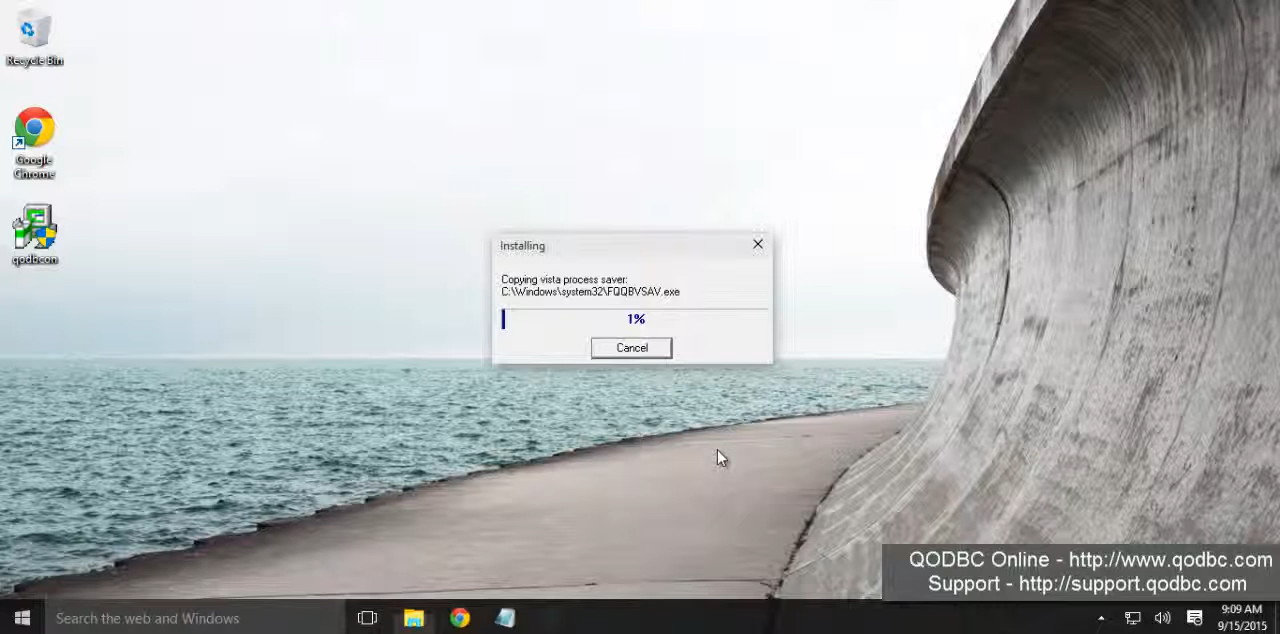 Recycle Bin
Google
Chrome
qodbcon
Installing
Copying vista process saver:
C:\Windows\system32\FQQBVSAV.exe
1%
Cancel
QODBC Online - http://www.qodbc.com
Support - http://support.qodbc.com
Search the web and Windows
9:09 AM
9/15/2015